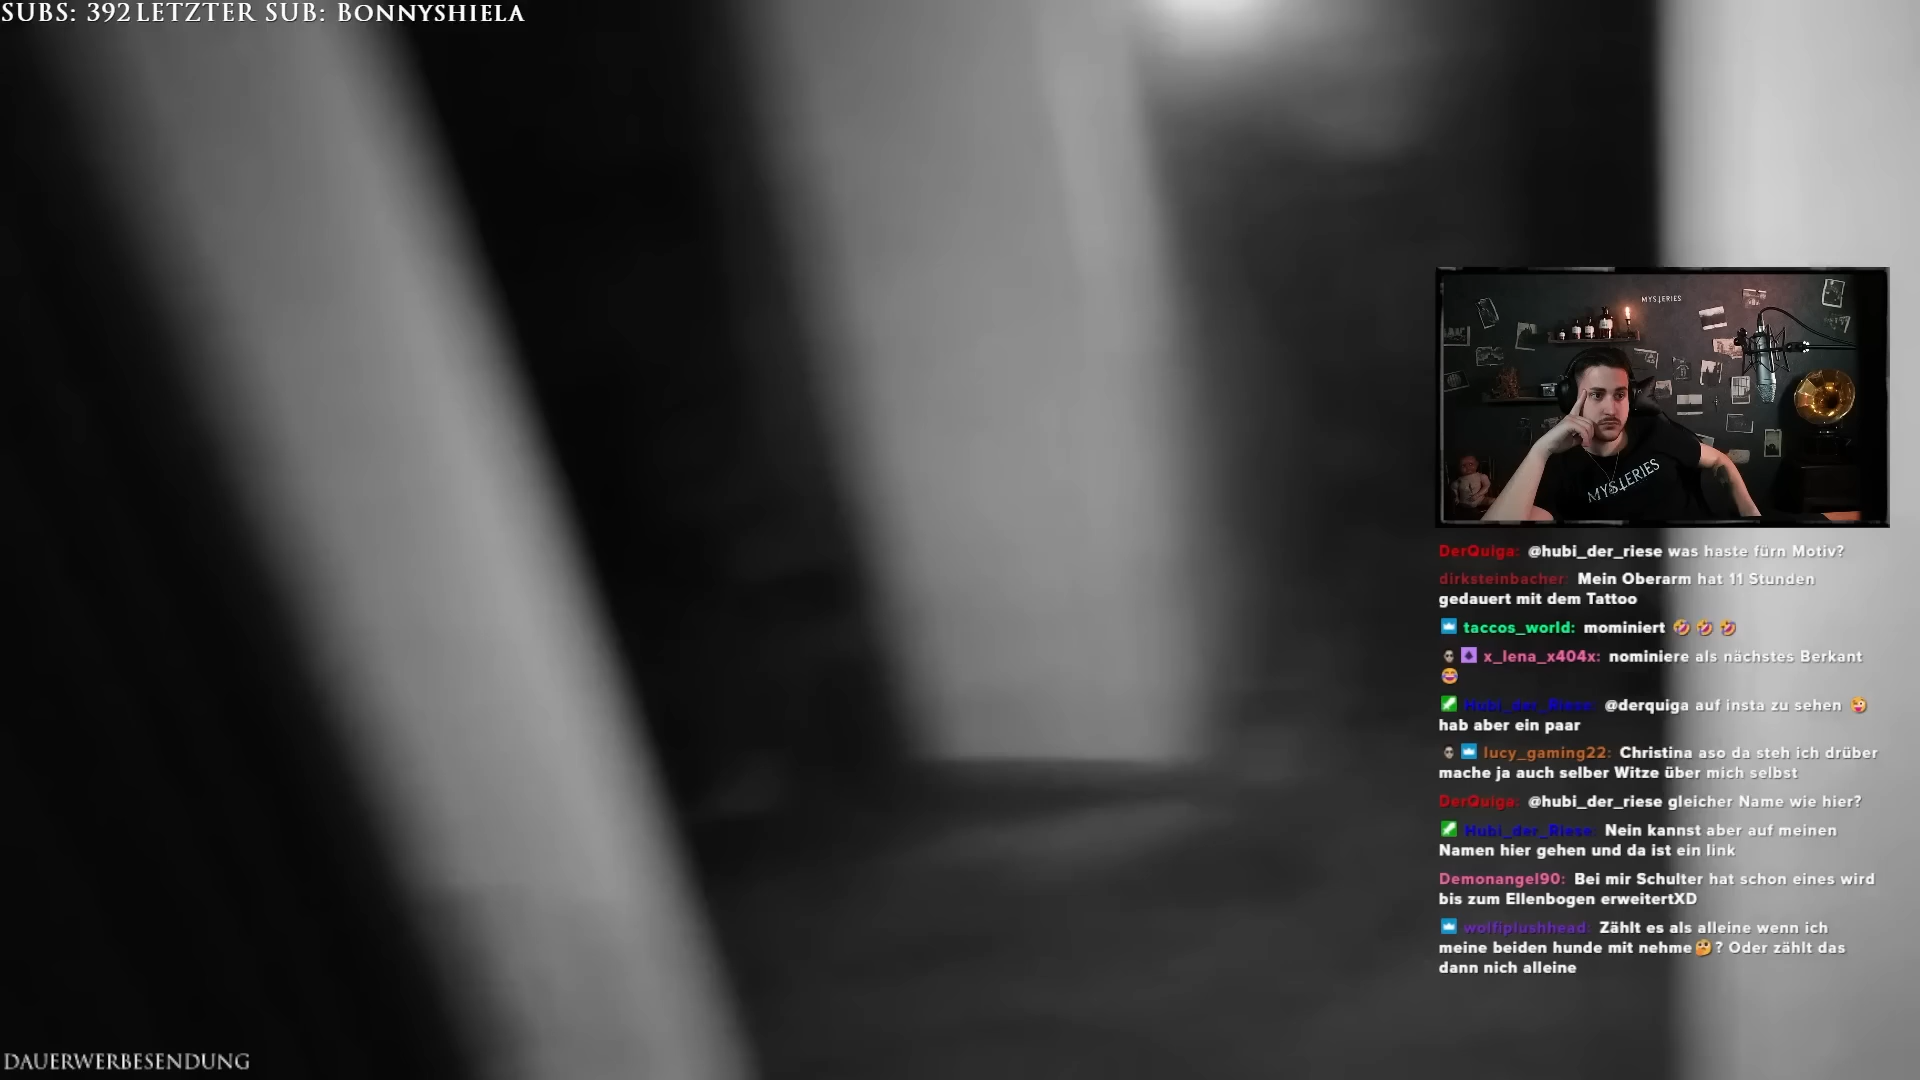 SUBS: 392 LETZTER SUB: BONNYSHIELA
MYSTERIES
MYSTERIES
DerQuiga: @hubi_der_riese was haste fürn Motiv?
dirksteinbacher: Mein Oberarm hat 11 Stunden
gedauert mit dem Tattoo
taccos_world: mominiert 🤣 🤣 🤣
x_lena_x404x: nominiere als nächstes Berkant
😂
Hubi_der_Riese: @derquiga auf insta zu sehen 😜
hab aber ein paar
lucy_gaming22: Christina aso da steh ich drüber
mache ja auch selber Witze über mich selbst
DerQuiga: @hubi_der_riese gleicher Name wie hier?
Hubi_der_Riese: Nein kannst aber auf meinen
Namen hier gehen und da ist ein link
Demonangel90: Bei mir Schulter hat schon eines wird
bis zum Ellenbogen erweitertXD
wolfiplushhead: Zählt es als alleine wenn ich
meine beiden hunde mit nehme🤔? Oder zählt das
dann nich alleine
DAUERWERBESENDUNG